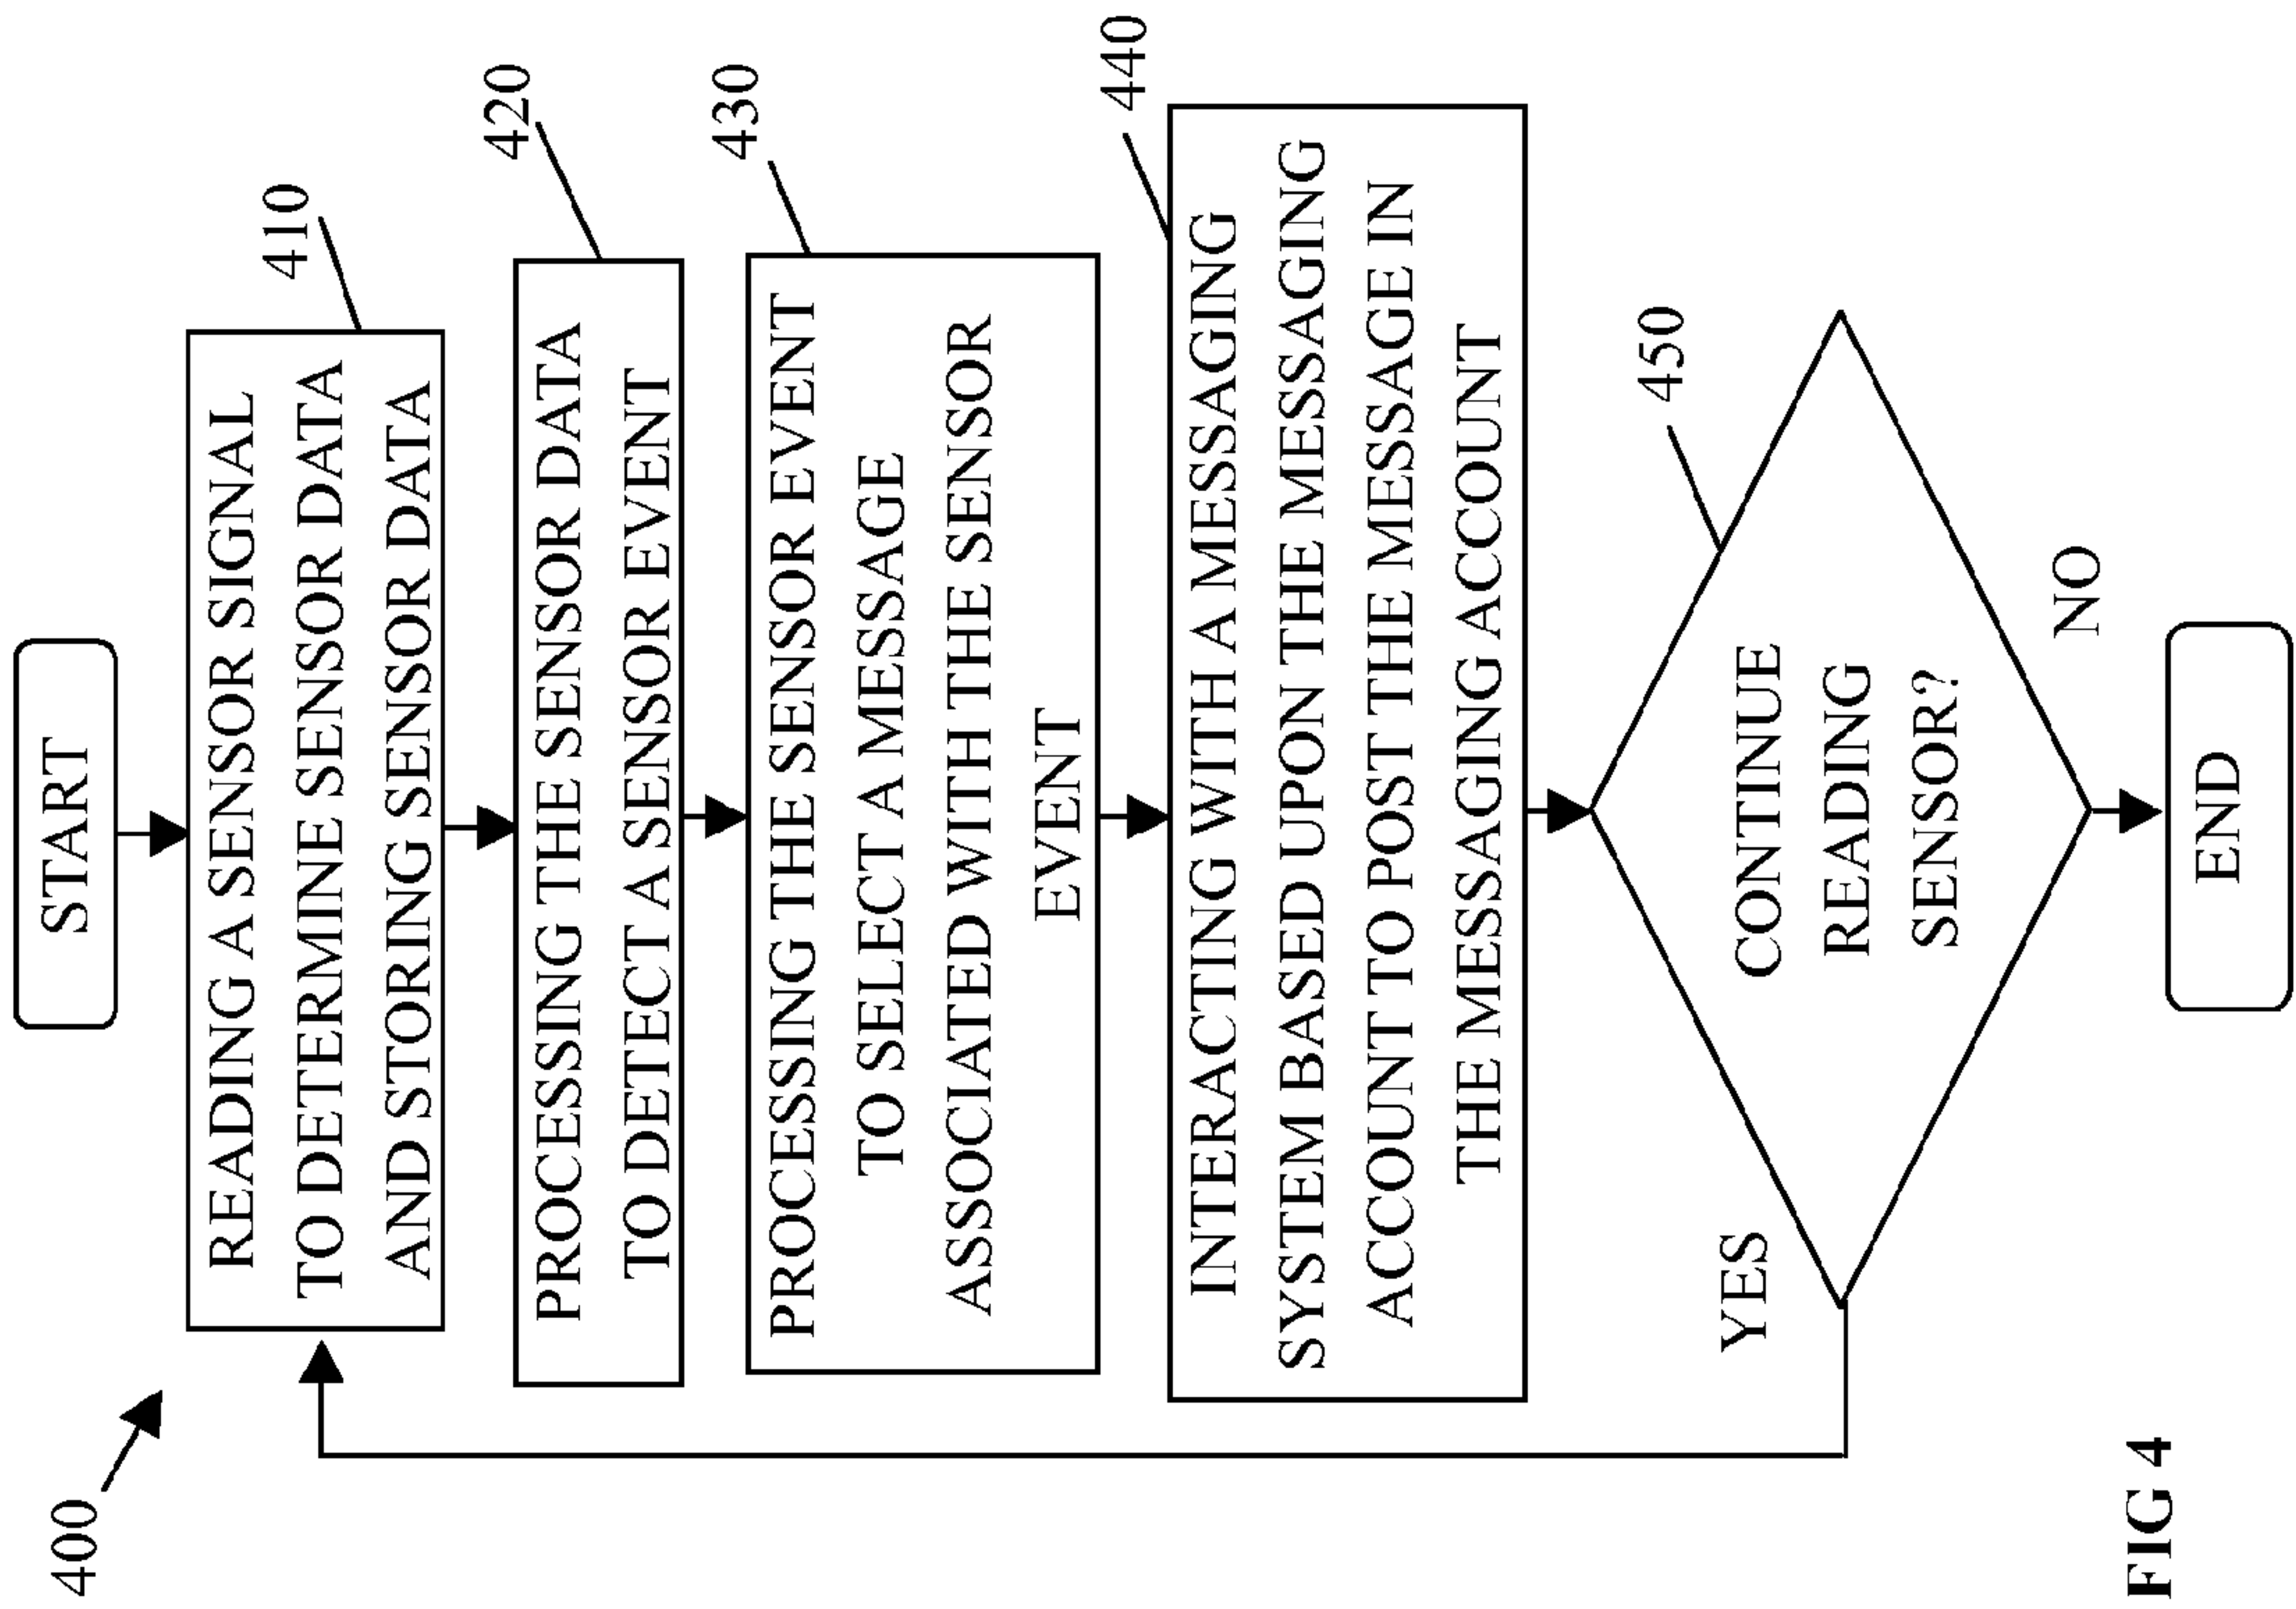 400
START
410
READING A SENSOR SIGNAL
TO DETERMINE SENSOR DATA
AND STORING SENSOR DATA
420
PROCESSING THE SENSOR DATA
TO DETECT A SENSOR EVENT
430
PROCESSING THE SENSOR EVENT
TO SELECT A MESSAGE
ASSOCIATED WITH THE SENSOR
EVENT
440
INTERACTING WITH A MESSAGING
SYSTEM BASED UPON THE MESSAGING
ACCOUNT TO POST THE MESSAGE IN
THE MESSAGING ACCOUNT
450
YES
CONTINUE
READING
SENSOR?
NO
END
FIG 4